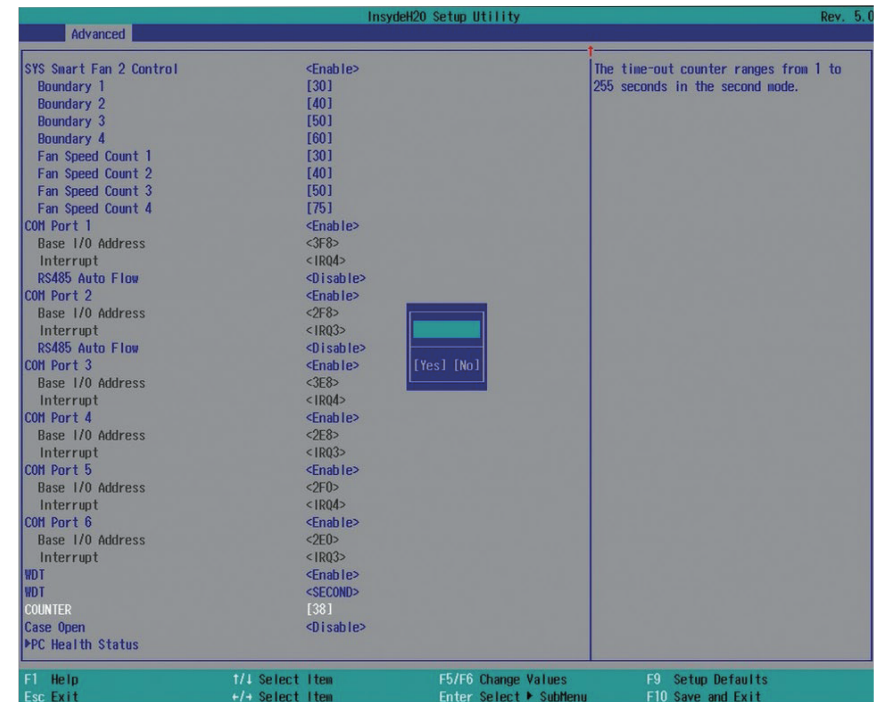 InsydeH20 Setup Utility Rev. 5.0
Advanced
SYS Smart Fan 2 Control <Enable>
Boundary 1 [30]
Boundary 2 [40]
Boundary 3 [50]
Boundary 4 [60]
Fan Speed Count 1 [30]
Fan Speed Count 2 [40]
Fan Speed Count 3 [50]
Fan Speed Count 4 [75]
COM Port 1 <Enable>
Base I/O Address <3F8>
Interrupt <IRQ4>
RS485 Auto Flow <Disable>
COM Port 2 <Enable>
Base I/O Address <2F8>
Interrupt <IRQ3>
RS485 Auto Flow <Disable>
COM Port 3 <Enable>
Base I/O Address <3E8>
Interrupt <IRQ4>
COM Port 4 <Enable>
Base I/O Address <2E8>
Interrupt <IRQ3>
COM Port 5 <Enable>
Base I/O Address <2F0>
Interrupt <IRQ4>
COM Port 6 <Enable>
Base I/O Address <2E0>
Interrupt <IRQ3>
WDT <Enable>
WDT <SECOND>
COUNTER [38]
Case Open <Disable>
▶PC Health Status
The time-out counter ranges from 1 to
255 seconds in the second mode.
[Yes] [No]
F1 Help ↑/↓ Select Item F5/F6 Change Values F9 Setup Defaults
Esc Exit ←/→ Select Item Enter Select ▶ SubMenu F10 Save and Exit